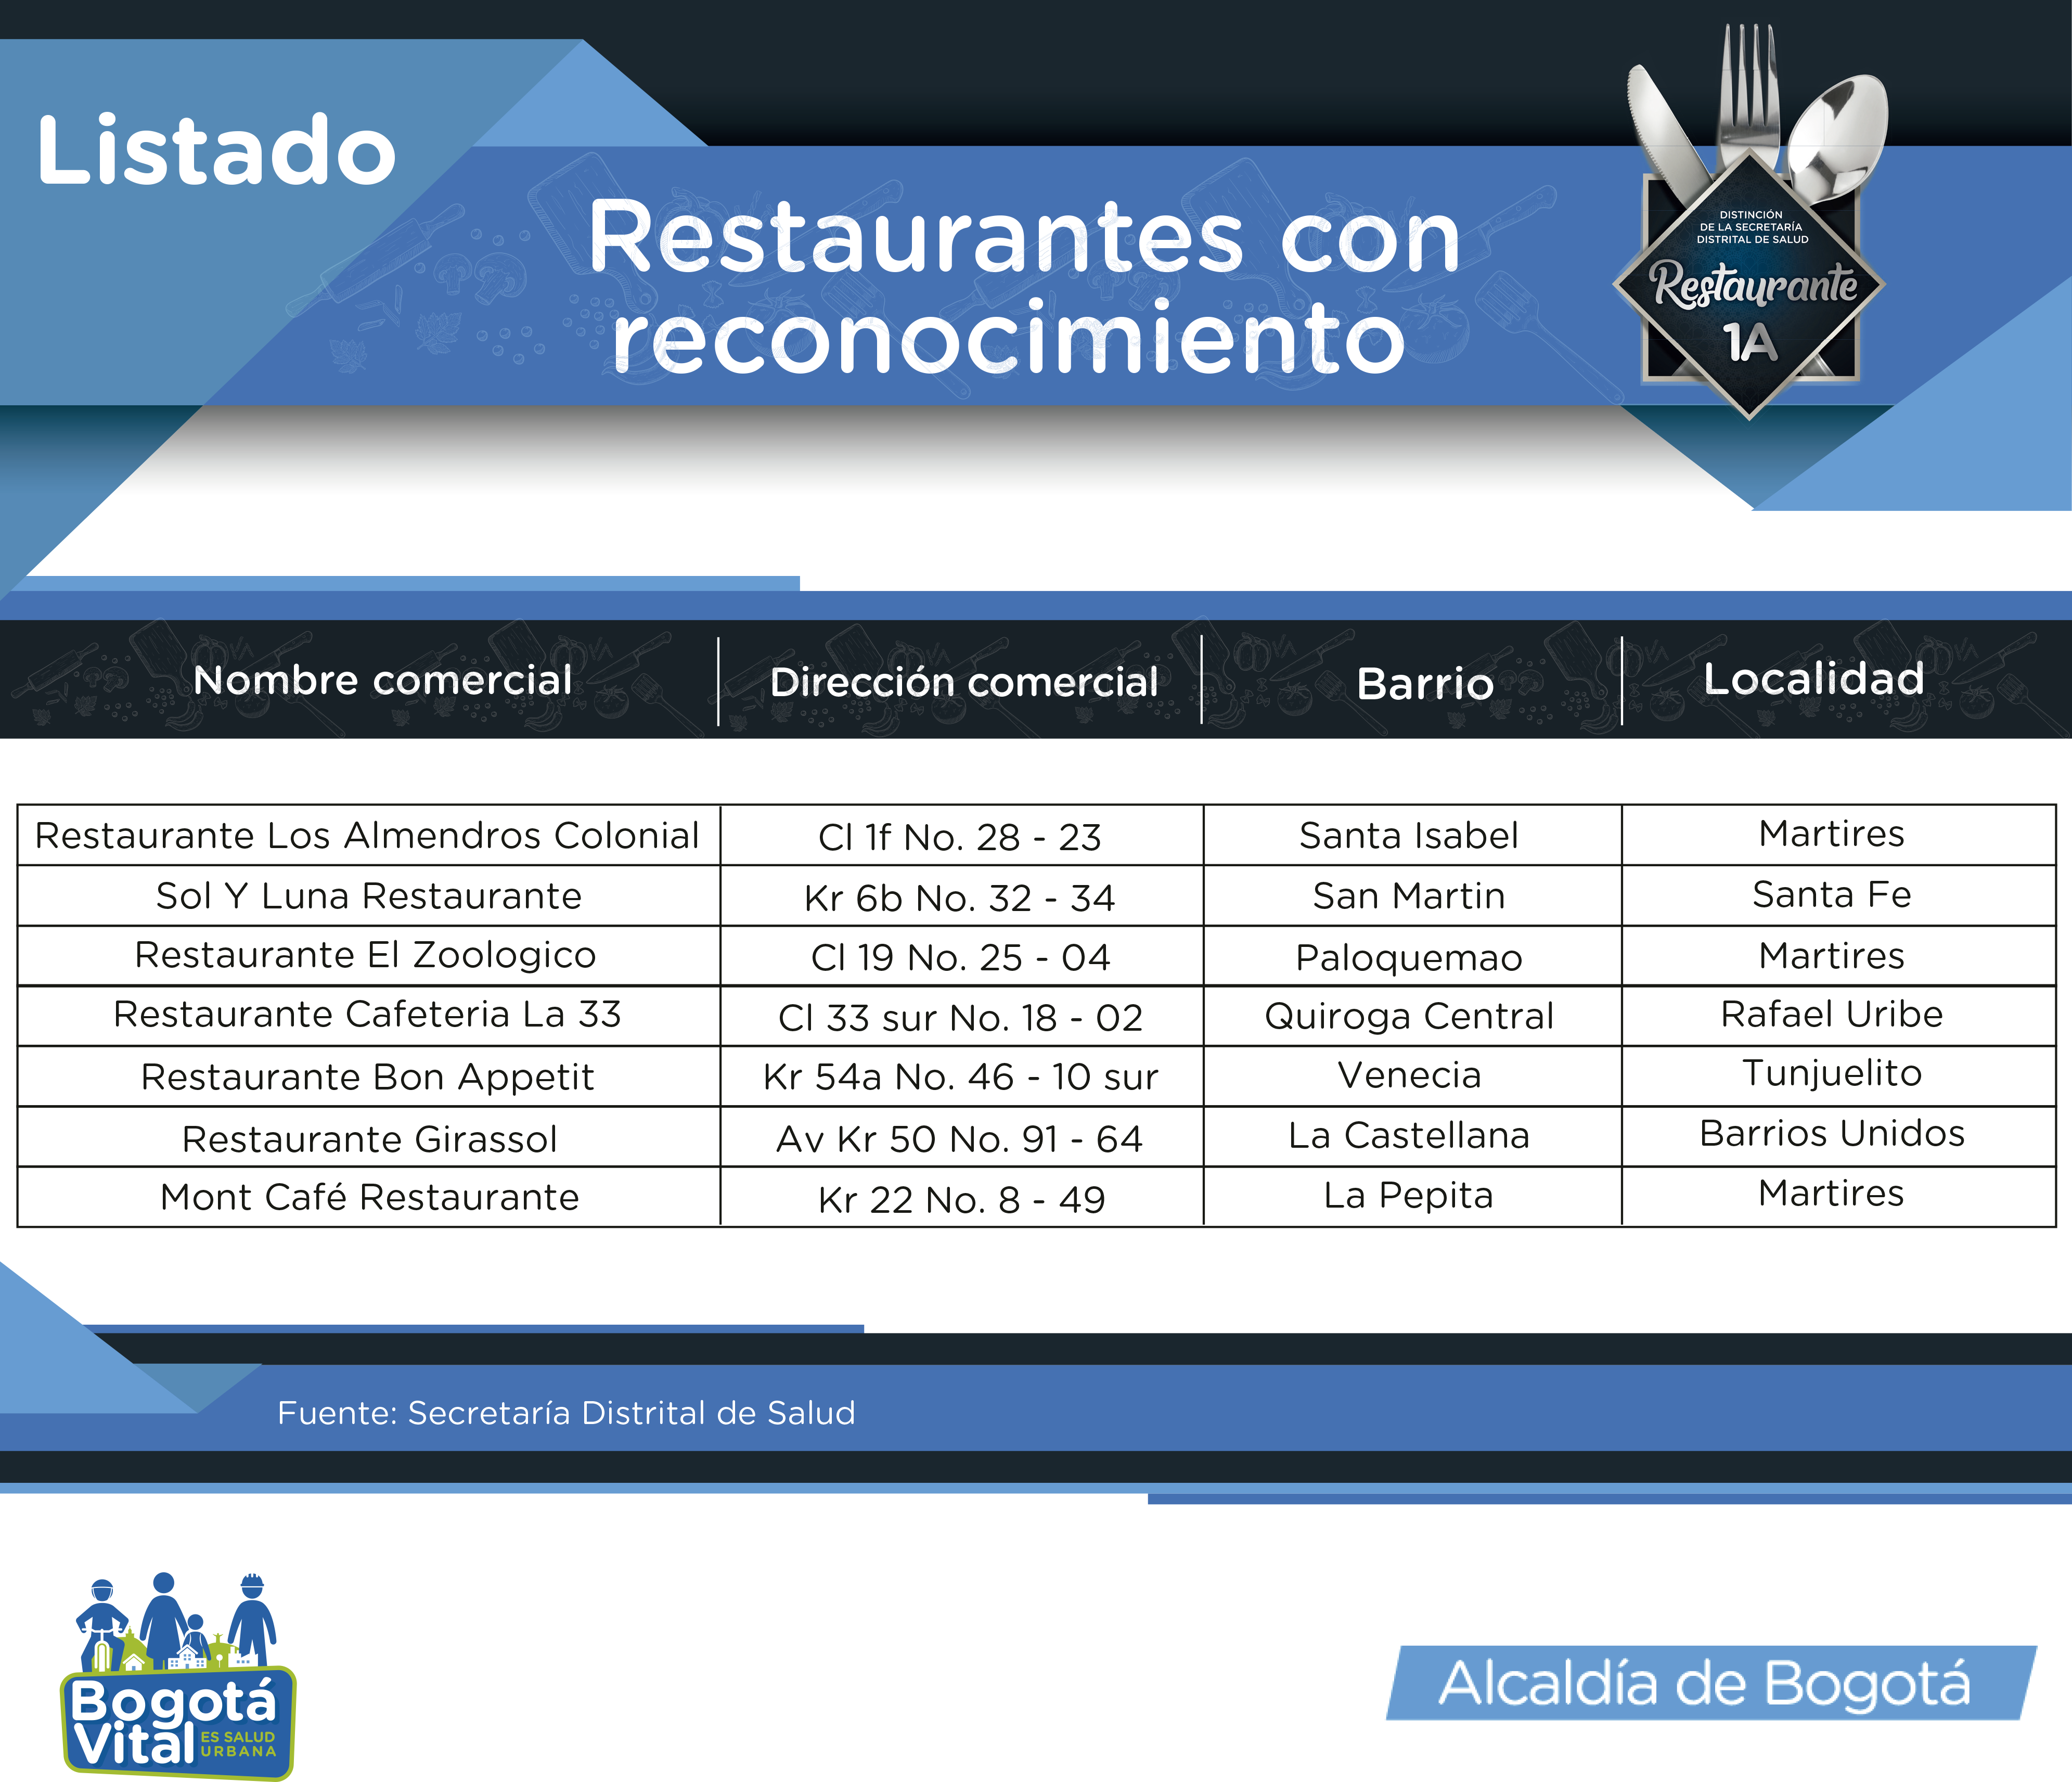 Listado
Restaurantes con
reconocimiento
DISTINCIÓN
DE LA SECRETARÍA
DISTRITAL DE SALUD
Restaurante
1A
Nombre comercial Dirección comercial Barrio Localidad
Restaurante Los Almendros Colonial Cl 1f No. 28 - 23 Santa Isabel Martires
Sol Y Luna Restaurante Kr 6b No. 32 - 34 San Martin Santa Fe
Restaurante El Zoologico Cl 19 No. 25 - 04 Paloquemao Martires
Restaurante Cafeteria La 33 Cl 33 sur No. 18 - 02 Quiroga Central Rafael Uribe
Restaurante Bon Appetit Kr 54a No. 46 - 10 sur Venecia Tunjuelito
Restaurante Girassol Av Kr 50 No. 91 - 64 La Castellana Barrios Unidos
Mont Café Restaurante Kr 22 No. 8 - 49 La Pepita Martires
Fuente: Secretaría Distrital de Salud
Bogotá
Vital ES SALUD
URBANA
Alcaldía de Bogotá